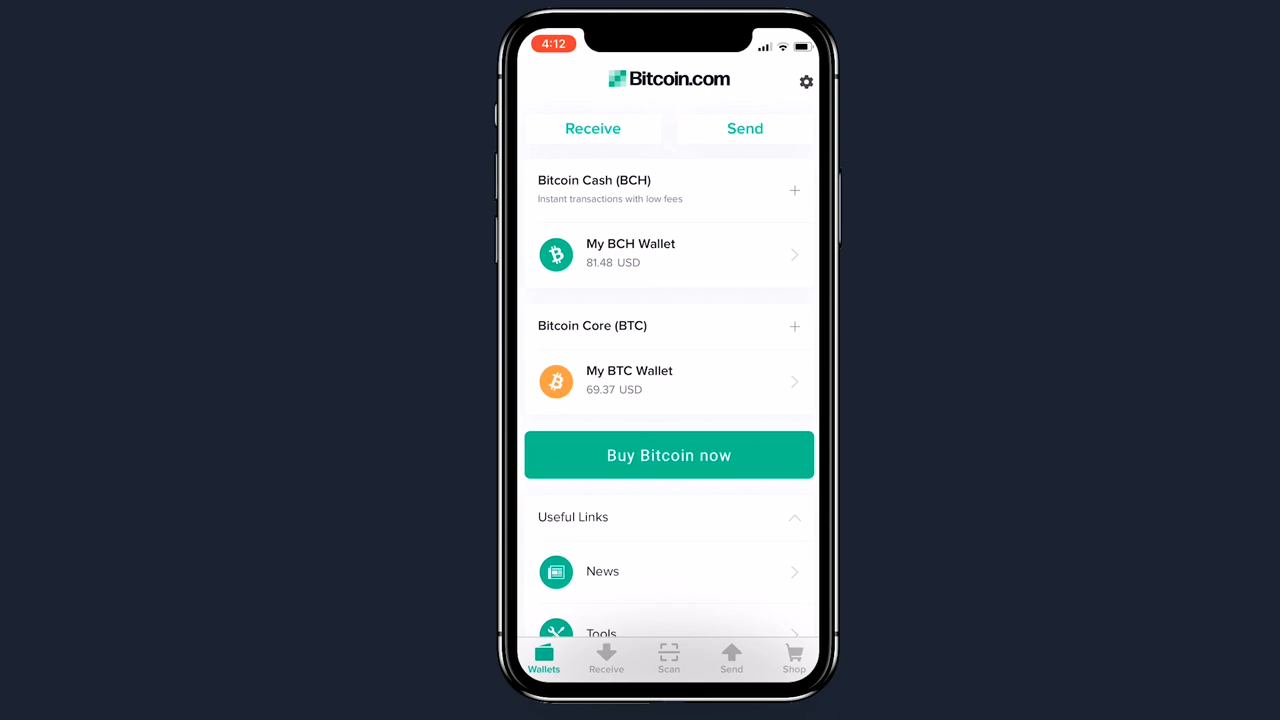 4:12
Bitcoin.com
Receive
Send
Bitcoin Cash (BCH)
Instant transactions with low fees
My BCH Wallet
81.48 USD
Bitcoin Core (BTC)
My BTC Wallet
69.37 USD
Buy Bitcoin now
Useful Links
News
Tools
Wallets
Receive
Scan
Send
Shop